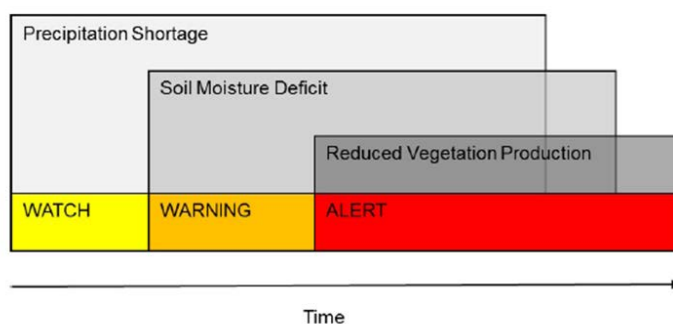 Precipitation Shortage
Soil Moisture Deficit
Reduced Vegetation Production
WATCH WARNING ALERT
Time